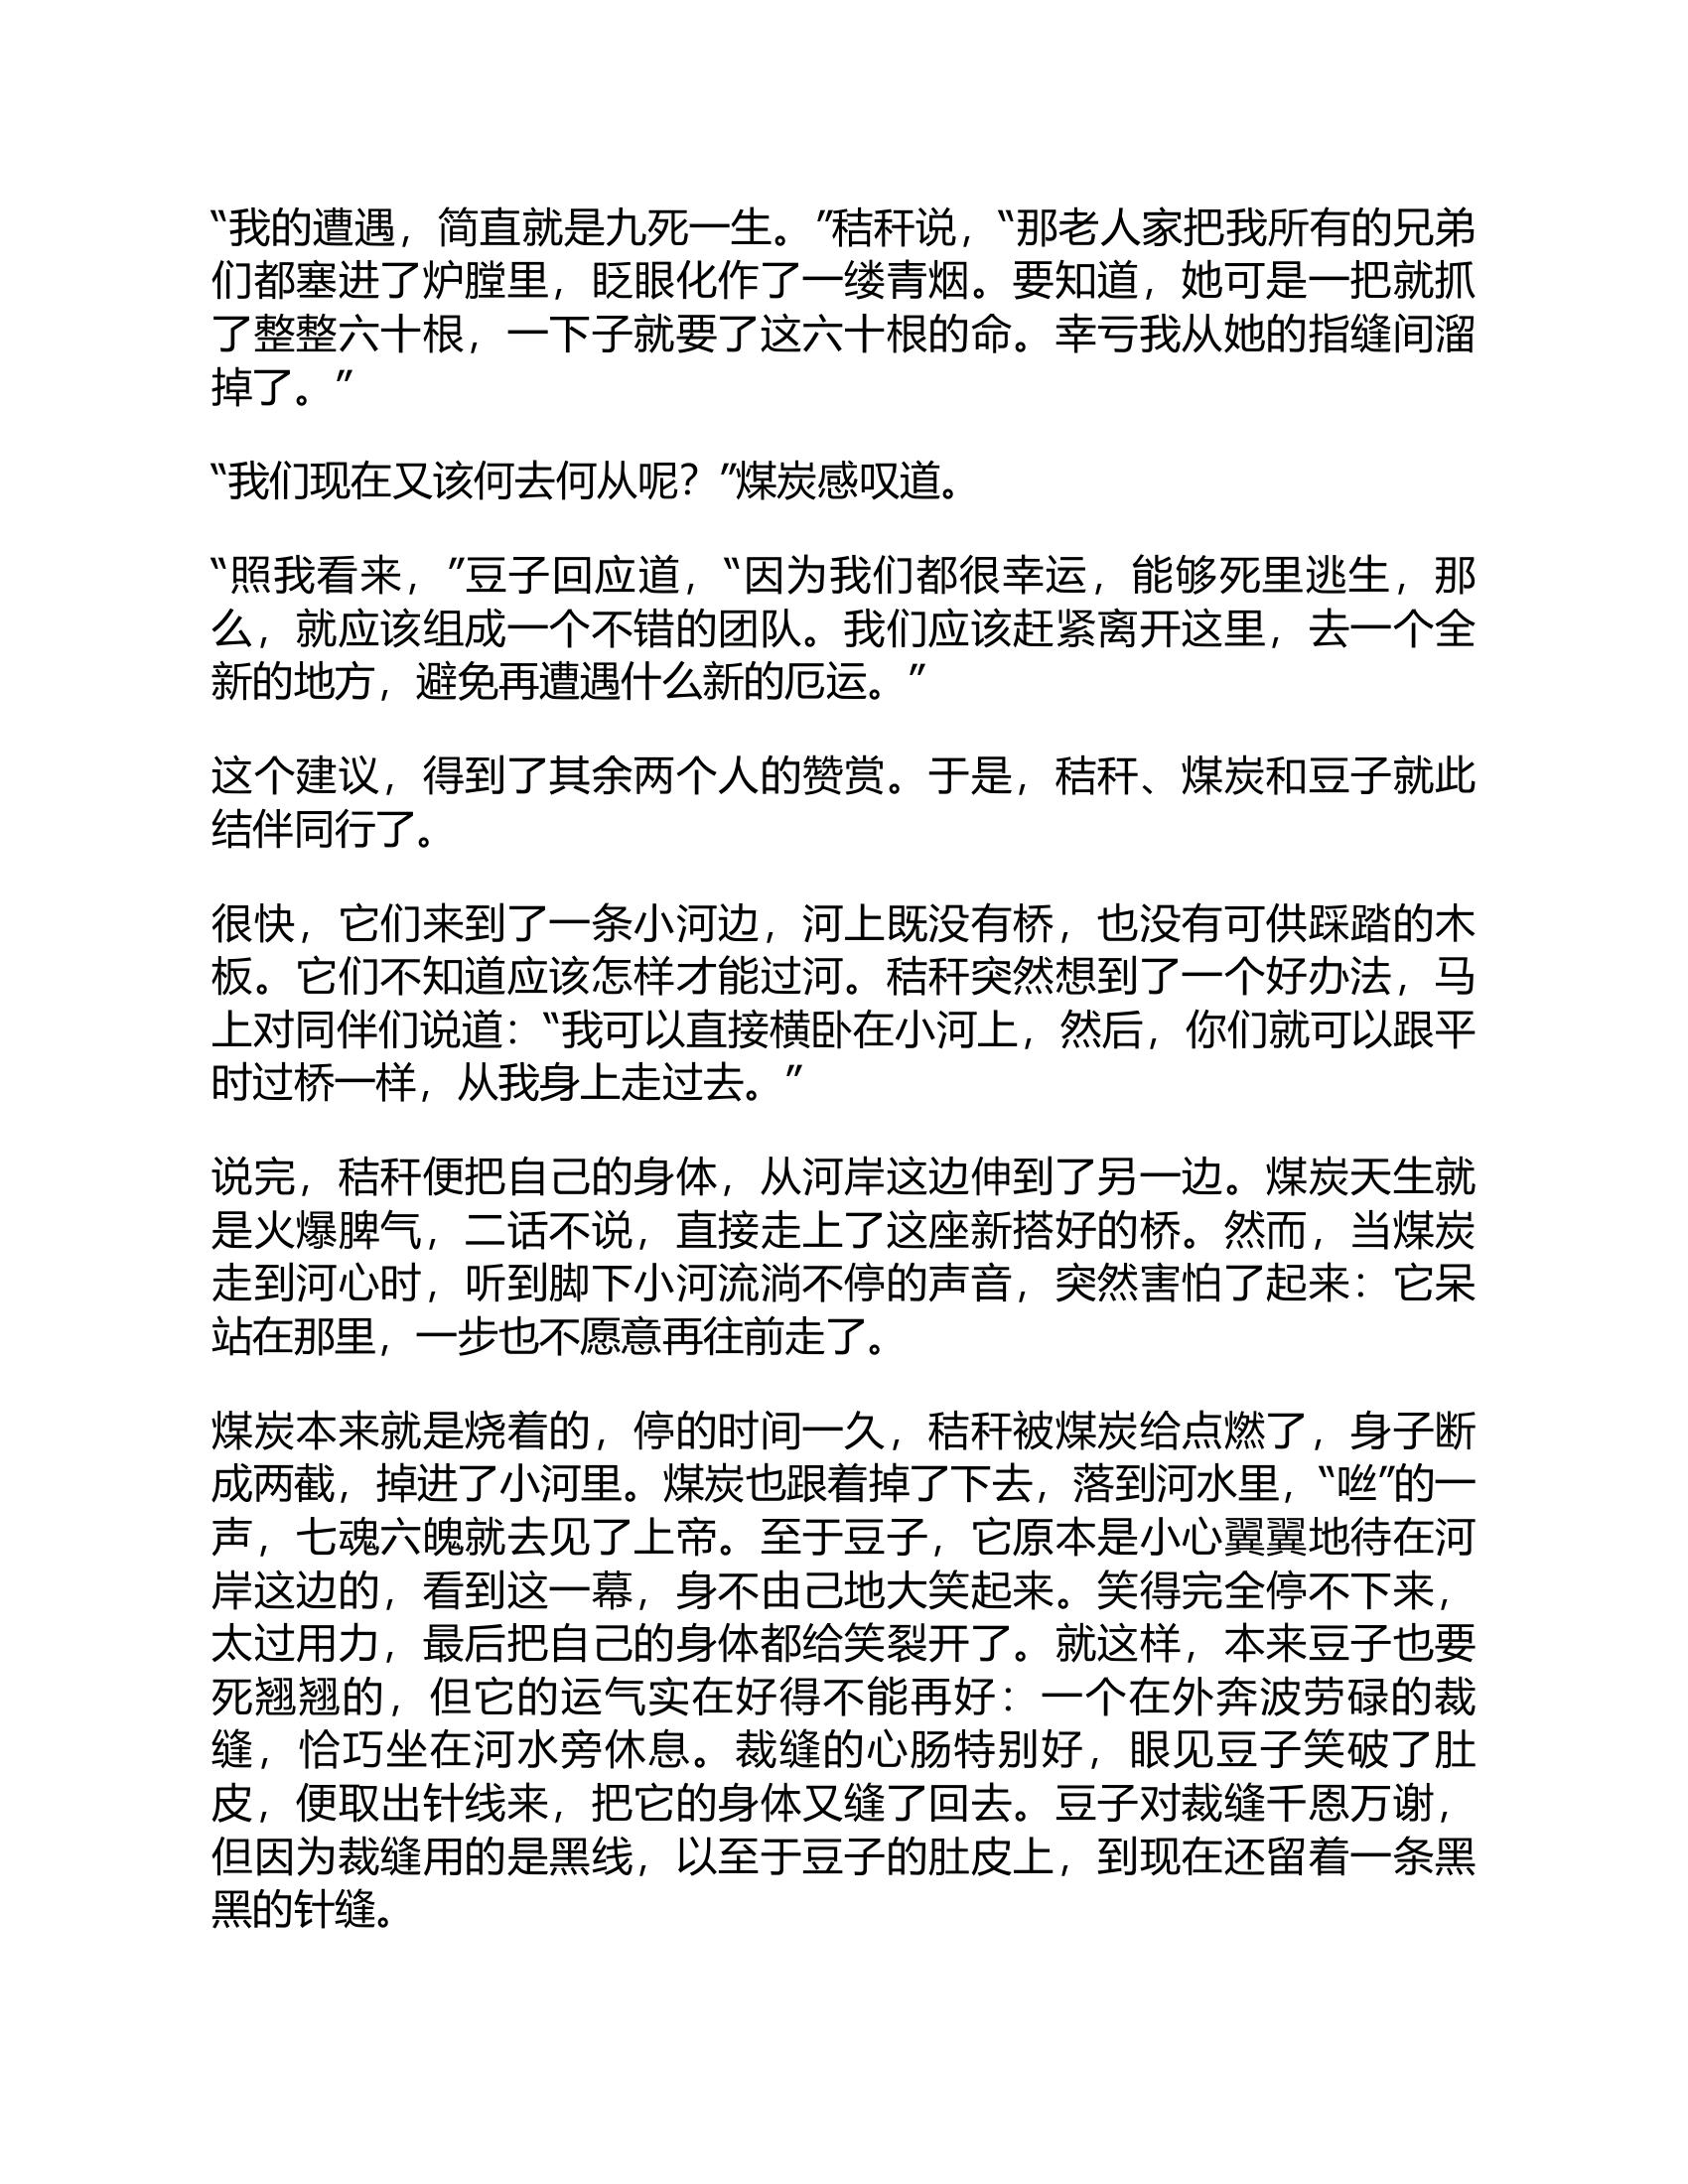 “我的遭遇，简直就是九死一生。”秸秆说，“那老人家把我所有的兄弟
们都塞进了炉膛里，眨眼化作了一缕青烟。要知道，她可是一把就抓
了整整六十根，一下子就要了这六十根的命。幸亏我从她的指缝间溜
掉了。”
“我们现在又该何去何从呢？”煤炭感叹道。
“照我看来，”豆子回应道，“因为我们都很幸运，能够死里逃生，那
么，就应该组成一个不错的团队。我们应该赶紧离开这里，去一个全
新的地方，避免再遭遇什么新的厄运。”
这个建议，得到了其余两个人的赞赏。于是，秸秆、煤炭和豆子就此
结伴同行了。
很快，它们来到了一条小河边，河上既没有桥，也没有可供踩踏的木
板。它们不知道应该怎样才能过河。秸秆突然想到了一个好办法，马
上对同伴们说道：“我可以直接横卧在小河上，然后，你们就可以跟平
时过桥一样，从我身上走过去。”
说完，秸秆便把自己的身体，从河岸这边伸到了另一边。煤炭天生就
是火爆脾气，二话不说，直接走上了这座新搭好的桥。然而，当煤炭
走到河心时，听到脚下小河流淌不停的声音，突然害怕了起来：它呆
站在那里，一步也不愿意再往前走了。
煤炭本来就是烧着的，停的时间一久，秸秆被煤炭给点燃了，身子断
成两截，掉进了小河里。煤炭也跟着掉了下去，落到河水里，“咝”的一
声，七魂六魄就去见了上帝。至于豆子，它原本是小心翼翼地待在河
岸这边的，看到这一幕，身不由己地大笑起来。笑得完全停不下来，
太过用力，最后把自己的身体都给笑裂开了。就这样，本来豆子也要
死翘翘的，但它的运气实在好得不能再好：一个在外奔波劳碌的裁
缝，恰巧坐在河水旁休息。裁缝的心肠特别好，眼见豆子笑破了肚
皮，便取出针线来，把它的身体又缝了回去。豆子对裁缝千恩万谢，
但因为裁缝用的是黑线，以至于豆子的肚皮上，到现在还留着一条黑
黑的针缝。